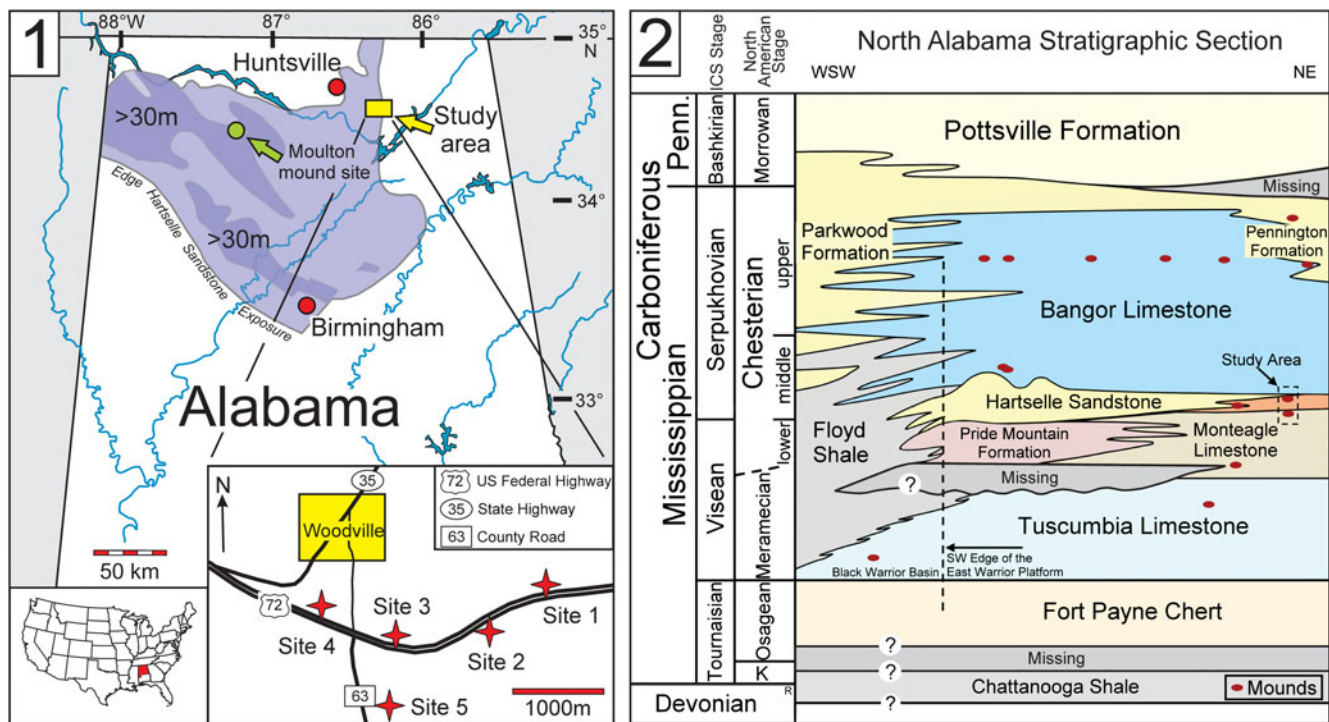 1
88°W
87°
86°
35°
N
Huntsville
>30m
Study
area
Moulton
mound site
34°
Edge Hartselle Sandstone Exposure
>30m
Birmingham
Alabama
33°
50 km
N
35
Woodville
72 US Federal Highway
35 State Highway
63 County Road
72
Site 3
Site 1
Site 4
Site 2
63
Site 5
1000m
2
ICS Stage
North
American
Stage
North Alabama Stratigraphic Section
WSW
NE
Carboniferous
Penn.
Bashkirian
Morrowan
Pottsville Formation
Missing
Mississippian
Serpukhovian
Chesterian
upper
Parkwood
Formation
Pennington
Formation
Bangor Limestone
middle
Study
Area
Hartselle Sandstone
lower
Visean
Floyd
Shale
Pride Mountain
Formation
Monteagle
Limestone
Meramecian
?
Missing
Tuscumbia Limestone
SW Edge of the
Black Warrior Basin
East Warrior Platform
Tournaisian
Osagean
Fort Payne Chert
?
Missing
K
?
Chattanooga Shale
Devonian
R
?
Mounds